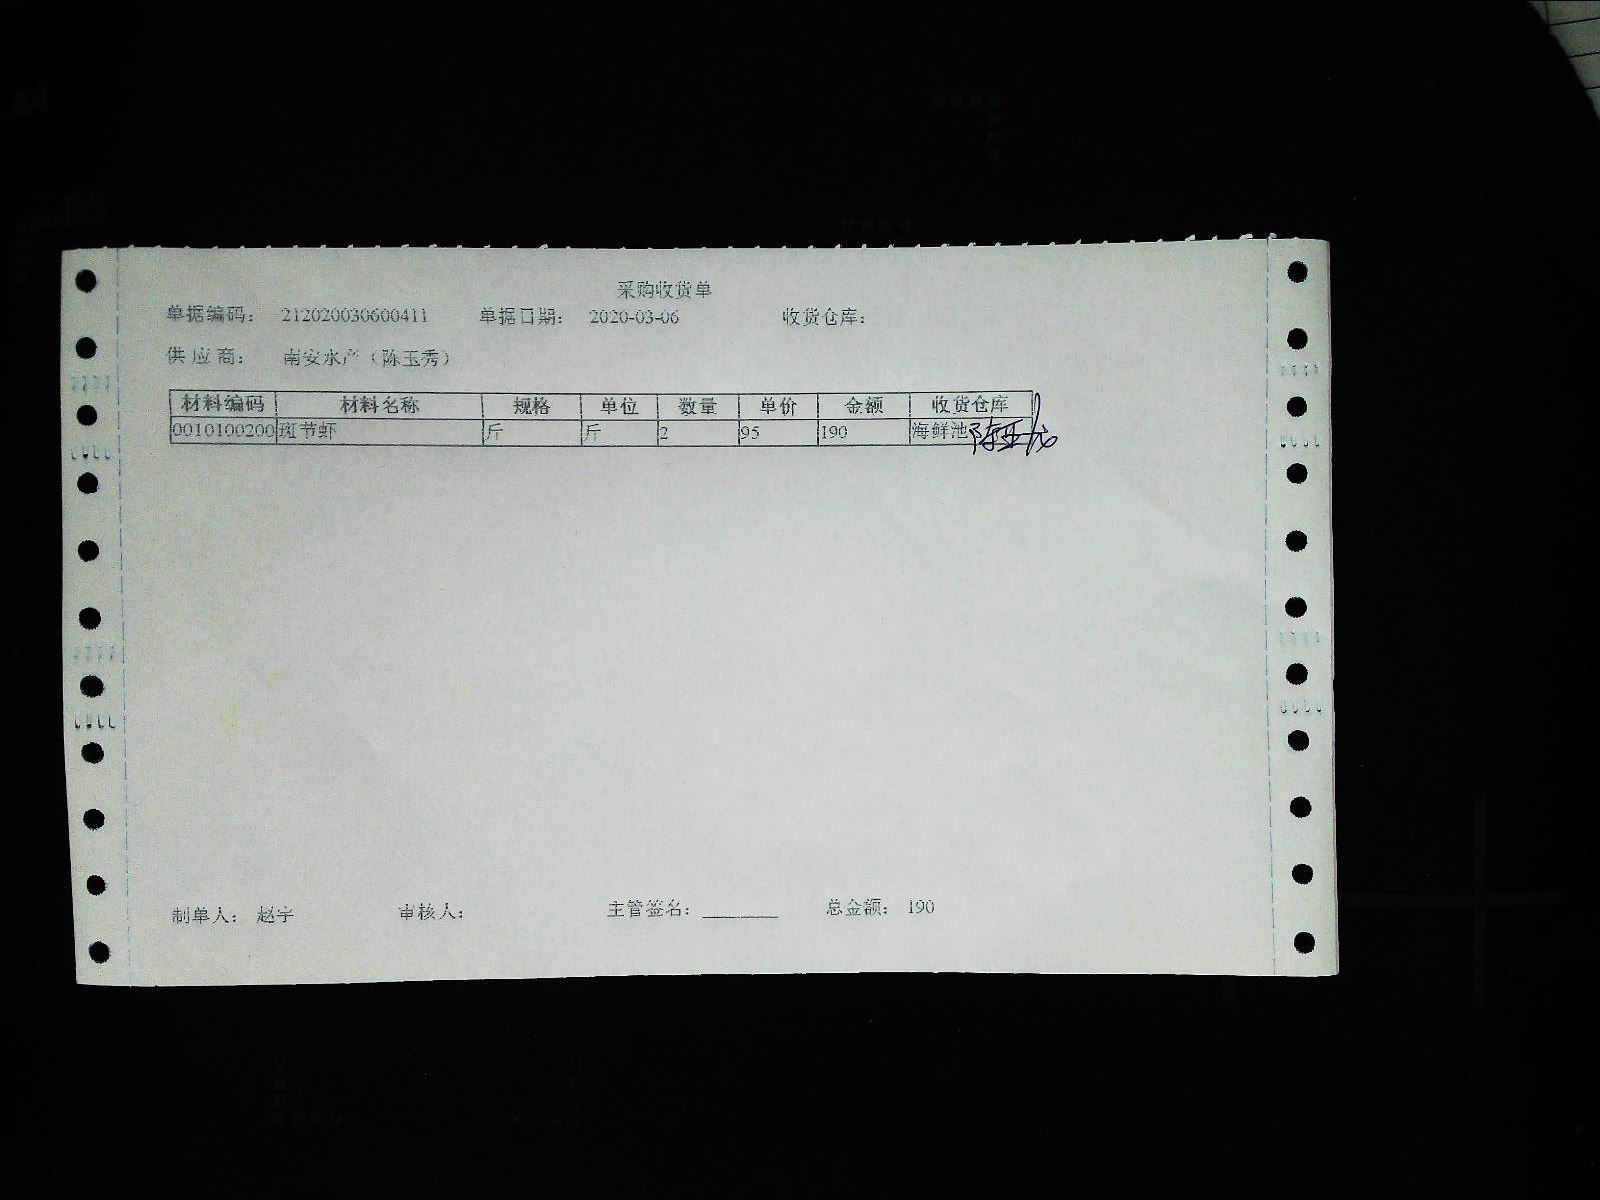 采购收货单
单据编码: 212020030600411 单据日期: 2020-03-06 收货仓库:
供应商: 南安水产（陈玉秀）
材料编码 材料名称 规格 单位 数量 单价 金额 收货仓库
0010100200 斑节虾 斤 斤 2 95 190 海鲜池
制单人: 赵宇 审核人: 主管签名: ________ 总金额: 190